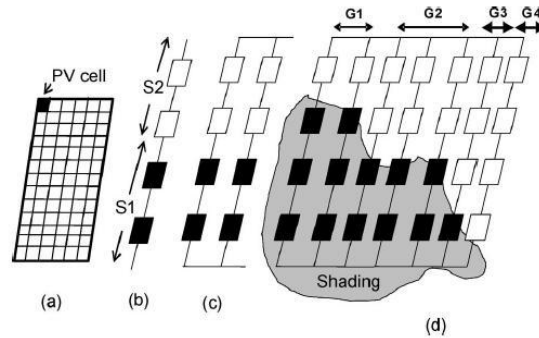 G1 G2 G3 G4
PV cell
S2
S1
Shading
(a) (b) (c) (d)